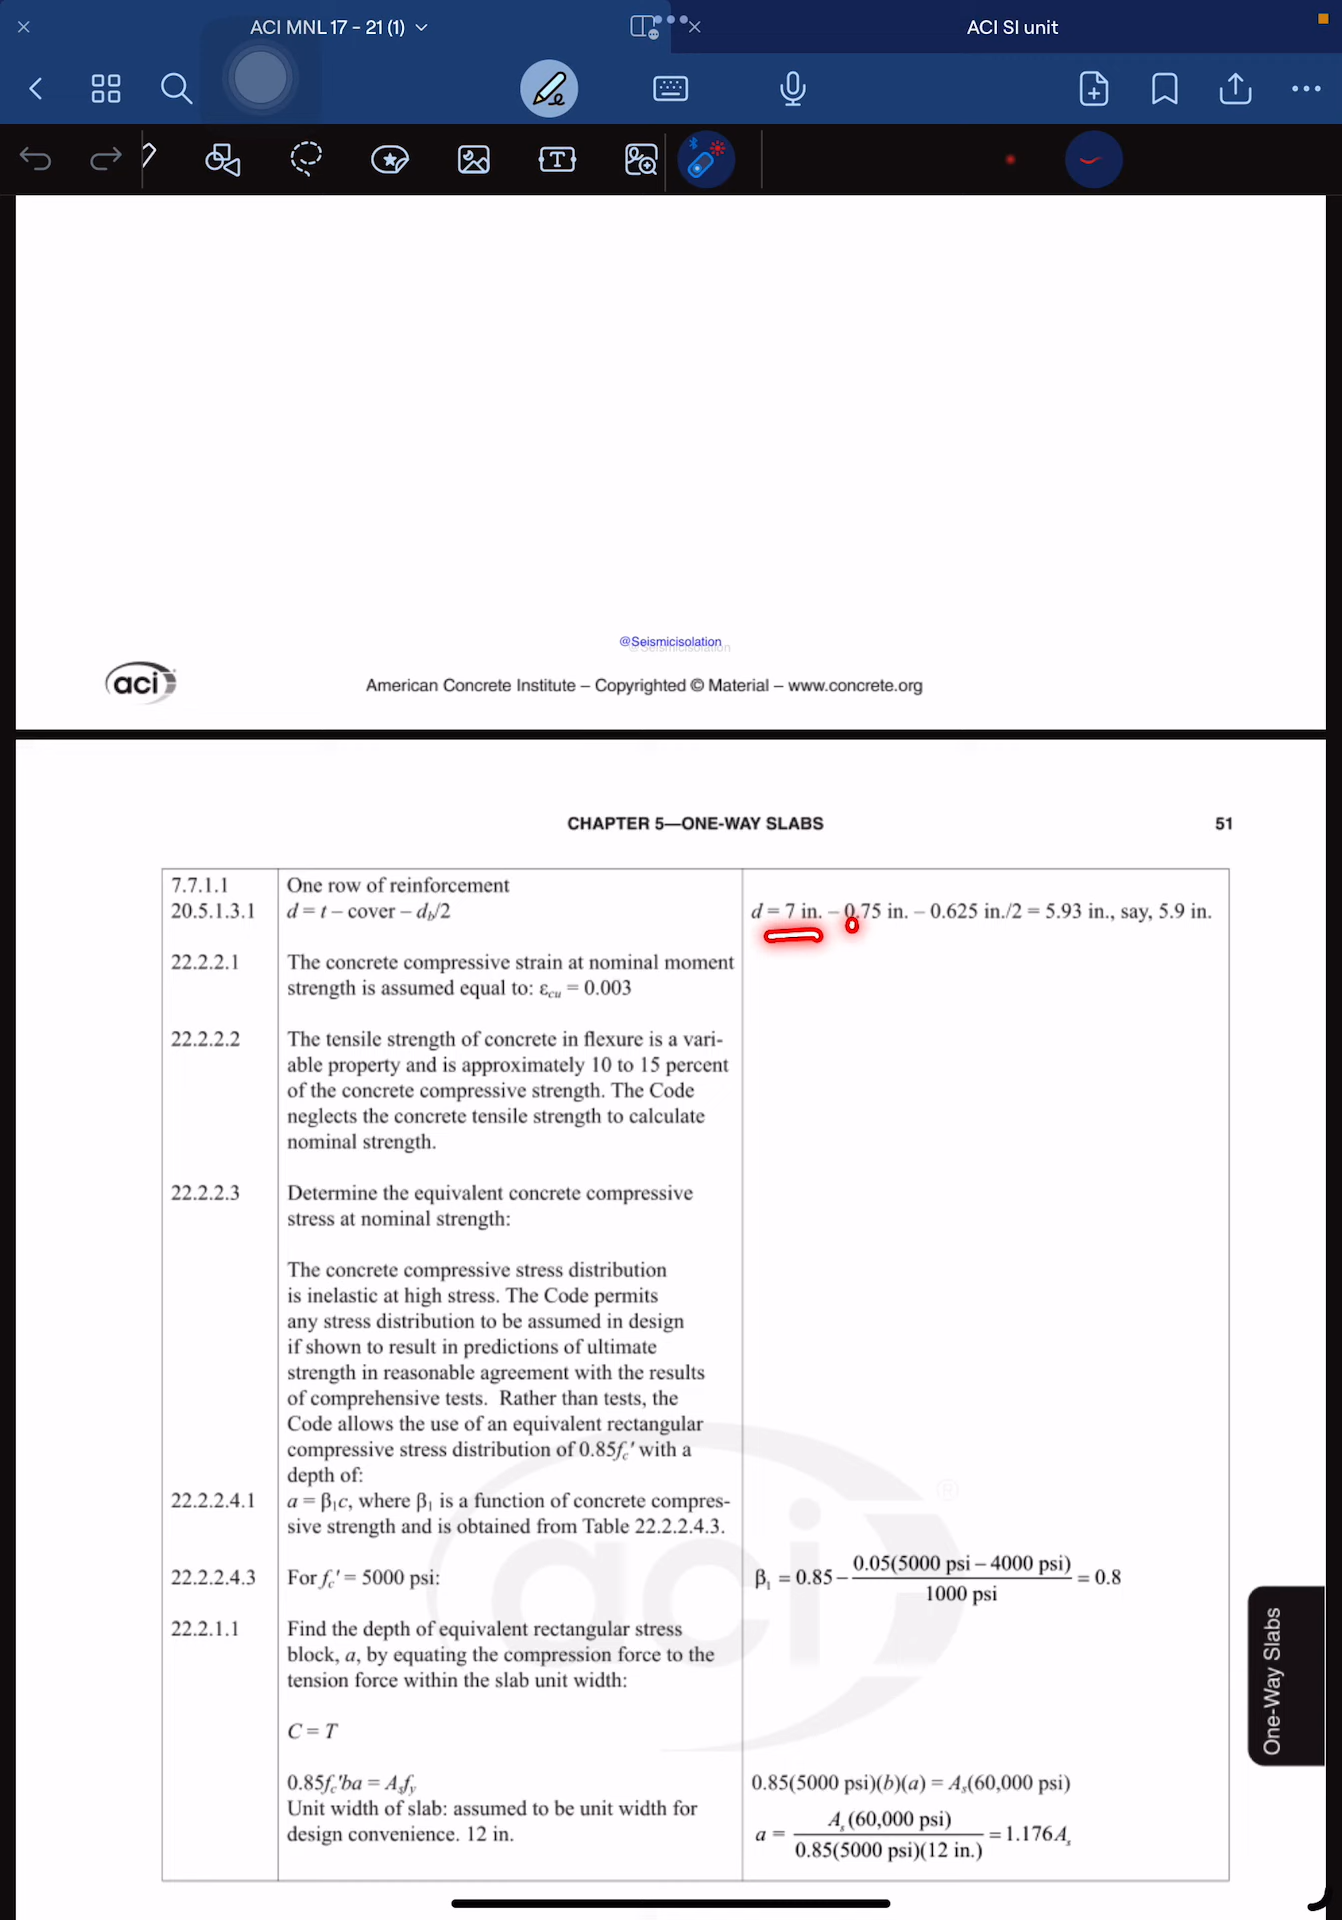 ACI MNL 17 - 21 (1)
ACI SI unit
@Seismicisolation
@Seismicisolation
aci
American Concrete Institute – Copyrighted © Material – www.concrete.org
CHAPTER 5—ONE-WAY SLABS
51
7.7.1.1 One row of reinforcement
20.5.1.3.1 d = t – cover – d_b/2 d = 7 in. – 0.75 in. – 0.625 in./2 = 5.93 in., say, 5.9 in.
22.2.2.1 The concrete compressive strain at nominal moment
strength is assumed equal to: ε_cu = 0.003
22.2.2.2 The tensile strength of concrete in flexure is a vari-
able property and is approximately 10 to 15 percent
of the concrete compressive strength. The Code
neglects the concrete tensile strength to calculate
nominal strength.
22.2.2.3 Determine the equivalent concrete compressive
stress at nominal strength:
The concrete compressive stress distribution
is inelastic at high stress. The Code permits
any stress distribution to be assumed in design
if shown to result in predictions of ultimate
strength in reasonable agreement with the results
of comprehensive tests. Rather than tests, the
Code allows the use of an equivalent rectangular
compressive stress distribution of 0.85f_c′ with a
depth of:
22.2.2.4.1 a = β₁c, where β₁ is a function of concrete compres-
sive strength and is obtained from Table 22.2.2.4.3.
22.2.2.4.3 For f_c′ = 5000 psi: β₁ = 0.85 – 0.05(5000 psi – 4000 psi) / 1000 psi = 0.8
22.2.1.1 Find the depth of equivalent rectangular stress
block, a, by equating the compression force to the
tension force within the slab unit width:
C = T
0.85f_c′ba = A_sf_y 0.85(5000 psi)(b)(a) = A_s(60,000 psi)
Unit width of slab: assumed to be unit width for
design convenience. 12 in. a = A_s(60,000 psi) / 0.85(5000 psi)(12 in.) = 1.176A_s
One-Way Slabs
aci
®